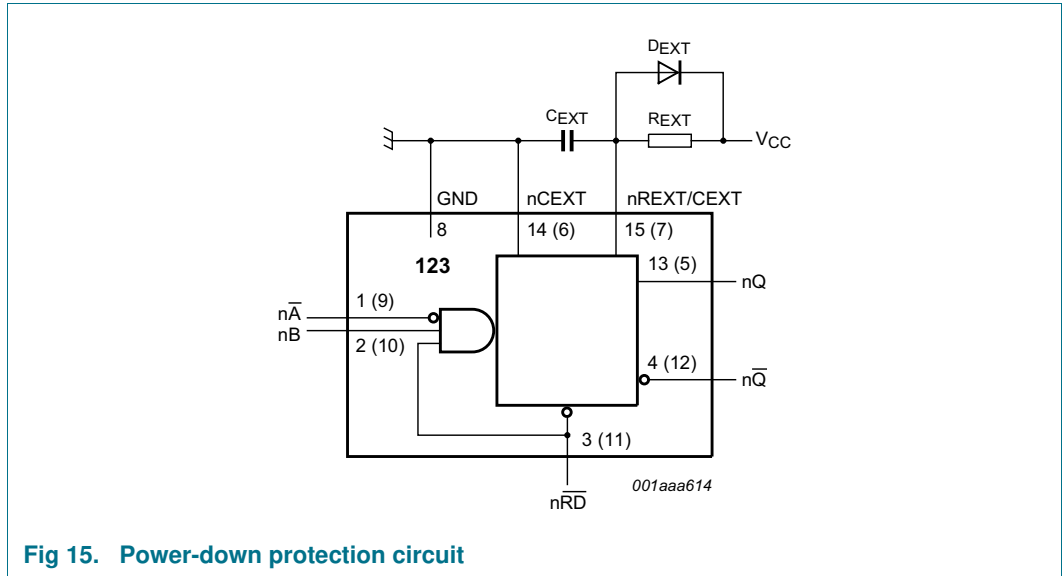 DEXT
CEXT
REXT
VCC
GND
nCEXT
nREXT/CEXT
8
14 (6)
15 (7)
123
13 (5)
nQ
1 (9)
nA̅
nB
2 (10)
4 (12)
nQ̅
3 (11)
001aaa614
nR̅D̅
Fig 15. Power-down protection circuit